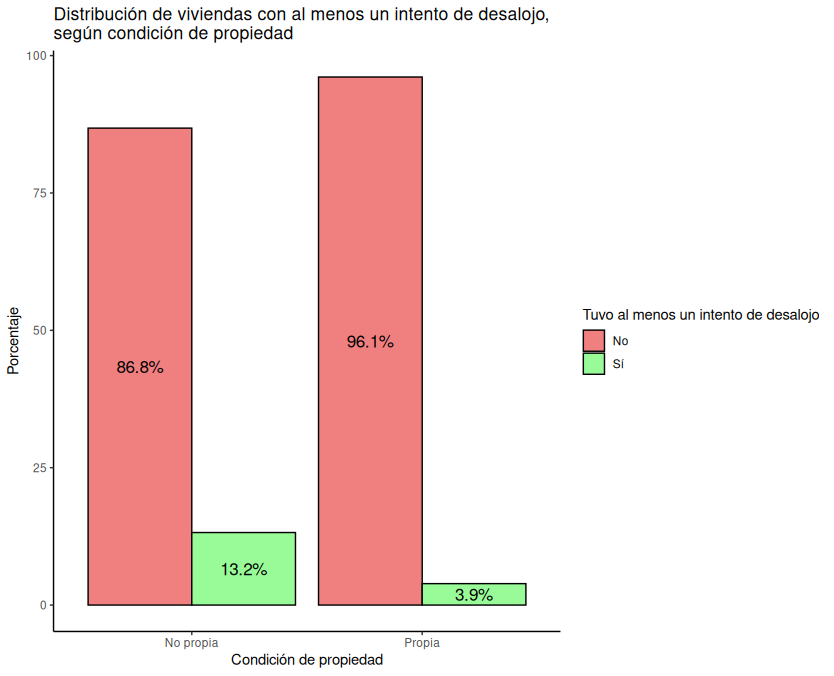 Distribución de viviendas con al menos un intento de desalojo,
según condición de propiedad
100
75
50
25
0
Porcentaje
86.8%
13.2%
96.1%
3.9%
No propia
Propia
Condición de propiedad
Tuvo al menos un intento de desalojo
No
Sí